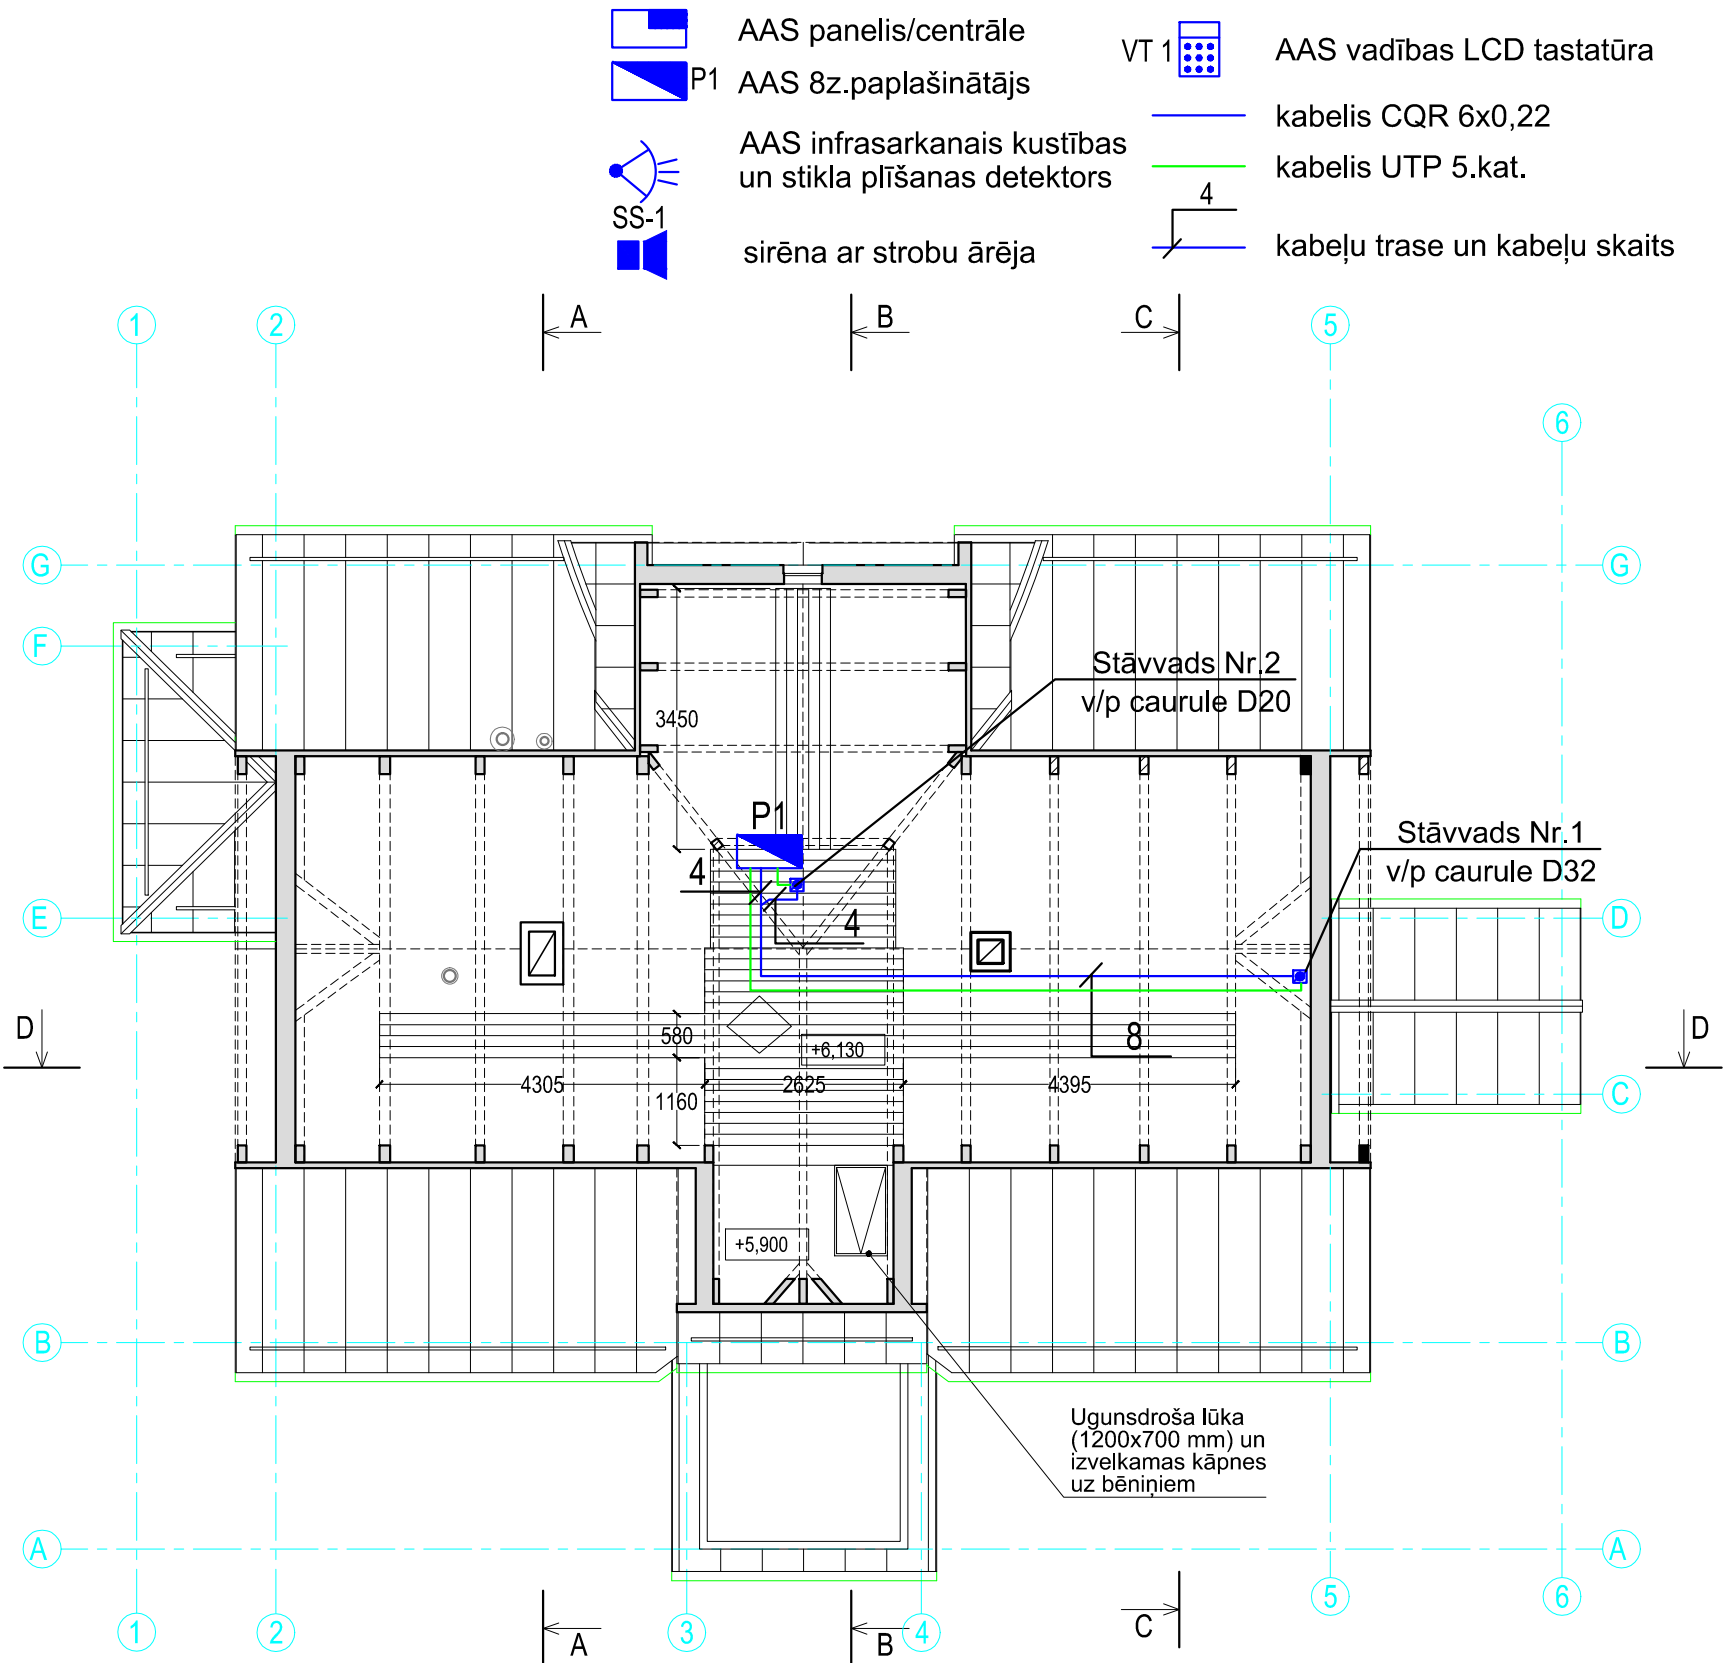 AAS panelis/centrāle
P1 AAS 8z.paplašinātājs
AAS infrasarkanais kustības
un stikla plīšanas detektors
SS-1
sirēna ar strobu ārēja
VT 1 AAS vadības LCD tastatūra
kabelis CQR 6x0,22
kabelis UTP 5.kat.
4
kabeļu trase un kabeļu skaits
A B C
1 2 5
6
G G
F
Stāvvads Nr.2
v/p caurule D20
3450
P1
Stāvvads Nr.1
v/p caurule D32
4
4
E D
D D
8
580
+6,130
4305 2625 4395
1160
C
+5,900
B B
Ugunsdroša lūka
(1200x700 mm) un
izvelkamas kāpnes
uz bēniņiem
A A
5 6
1 2 A 3 B 4 C